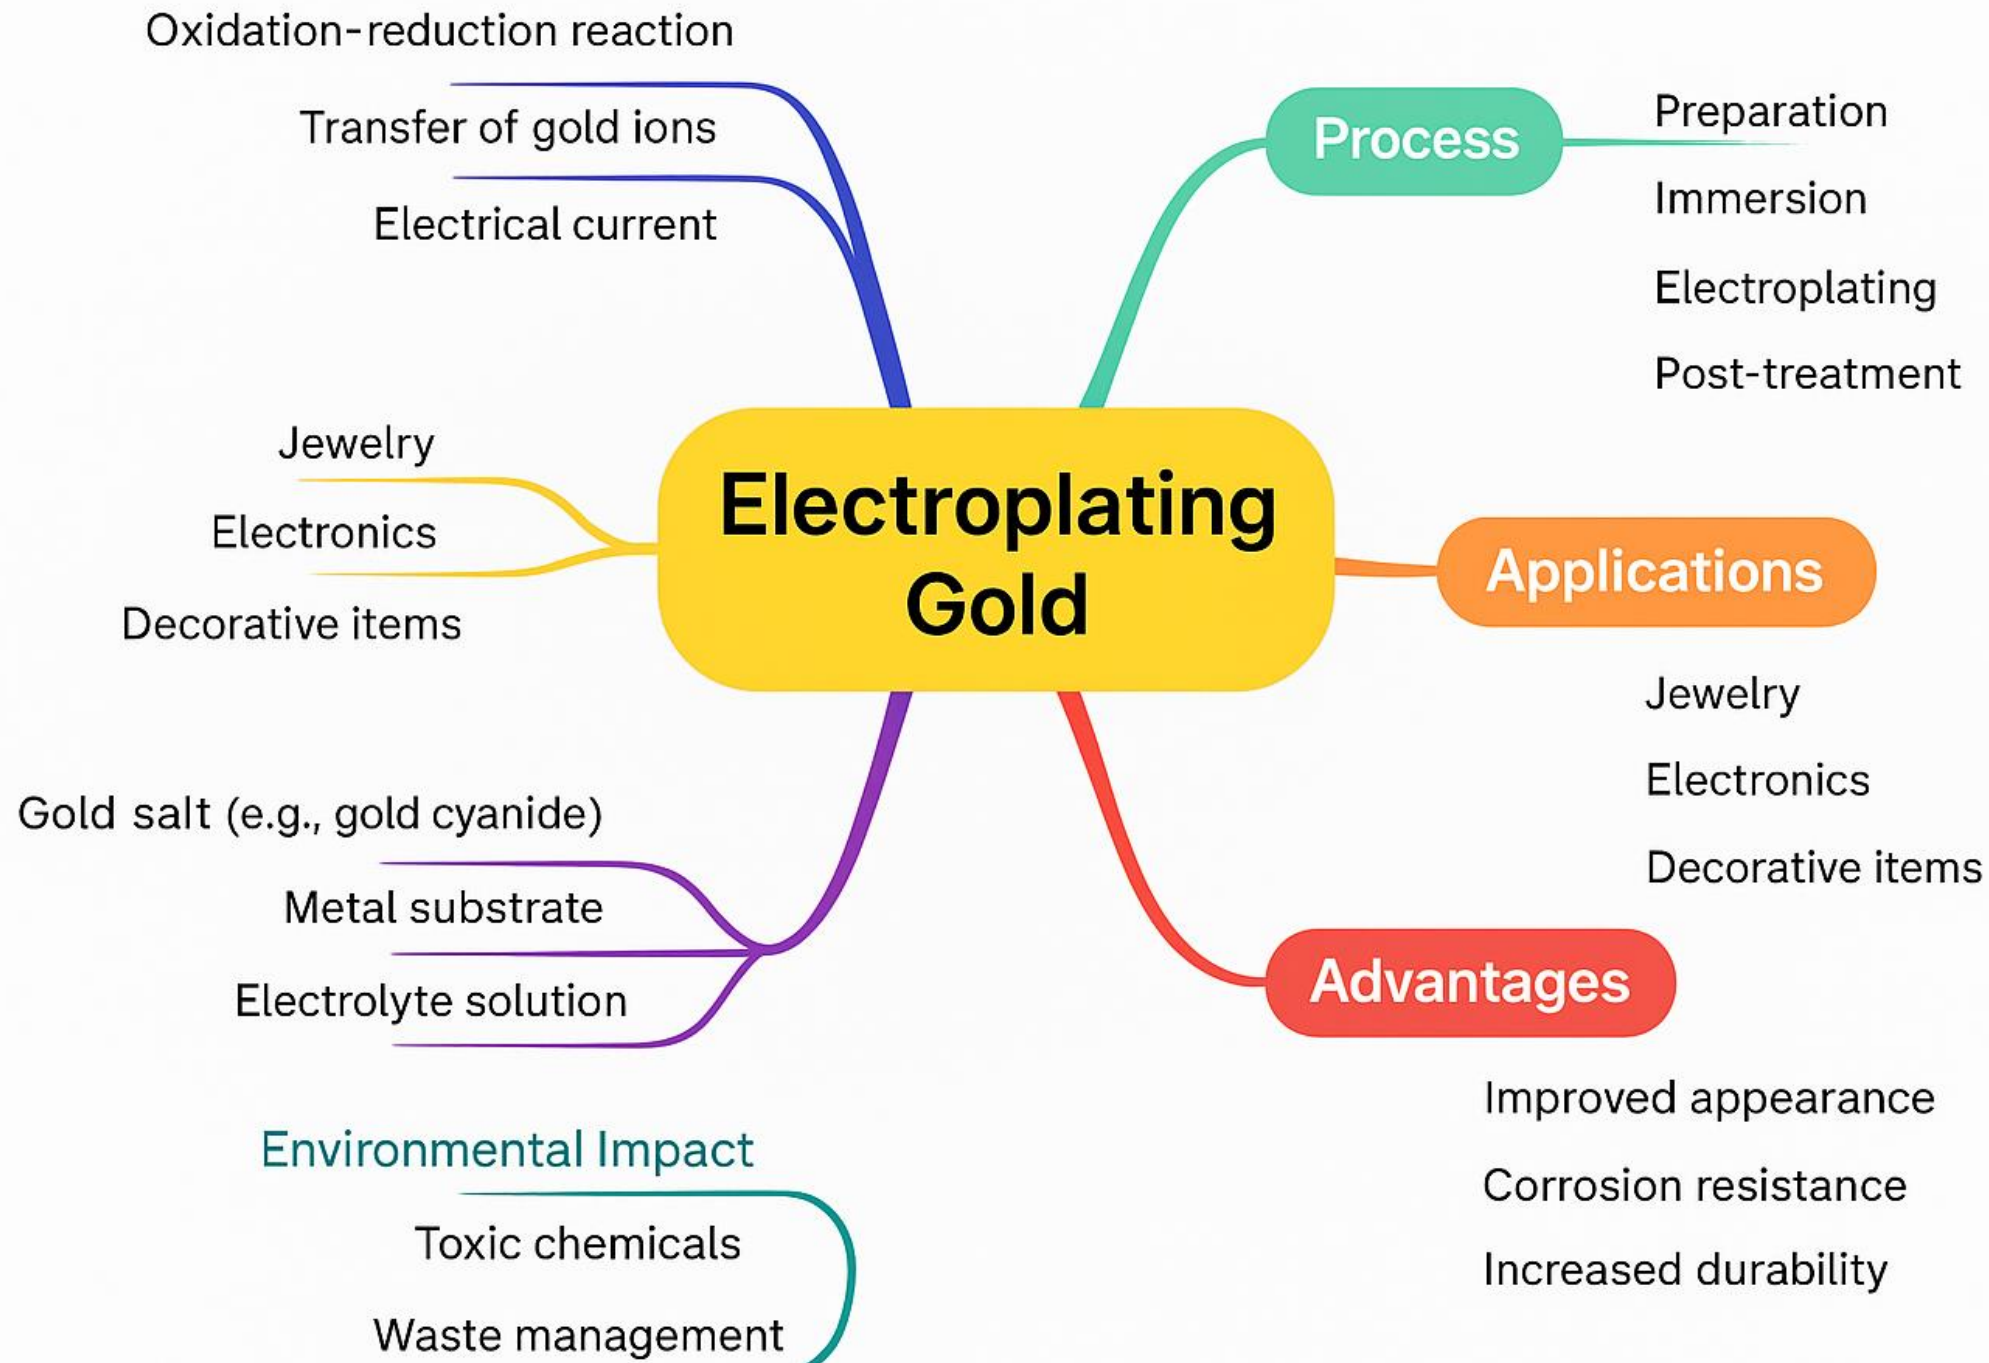 Oxidation-reduction reaction
Transfer of gold ions
Electrical current
Jewelry
Electronics
Decorative items
Gold salt (e.g., gold cyanide)
Metal substrate
Electrolyte solution
Environmental Impact
Toxic chemicals
Waste management
Electroplating
Gold
Process
Preparation
Immersion
Electroplating
Post-treatment
Applications
Jewelry
Electronics
Decorative items
Advantages
Improved appearance
Corrosion resistance
Increased durability